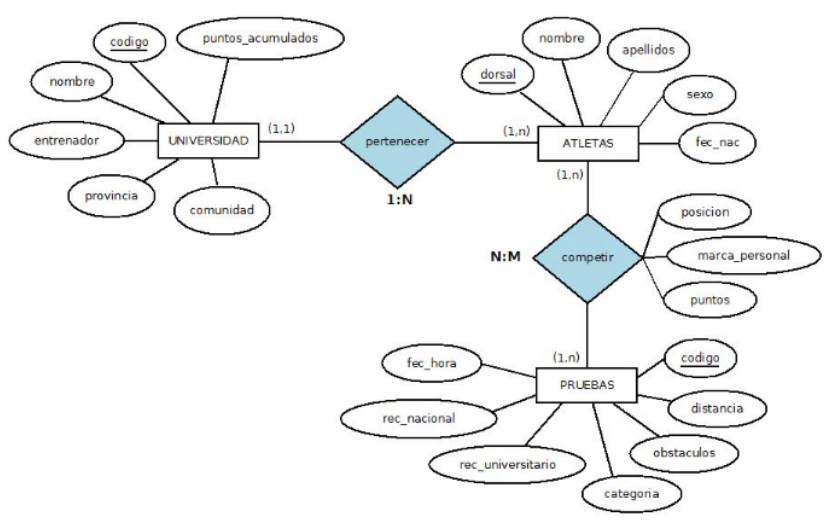 codigo
puntos_acumulados
nombre
entrenador
provincia
comunidad
UNIVERSIDAD
(1,1)
pertenecer
1:N
(1,n)
nombre
apellidos
dorsal
sexo
fec_nac
ATLETAS
(1,n)
N:M
competir
posicion
marca_personal
puntos
(1,n)
PRUEBAS
fec_hora
rec_nacional
rec_universitario
categoria
obstaculos
distancia
codigo